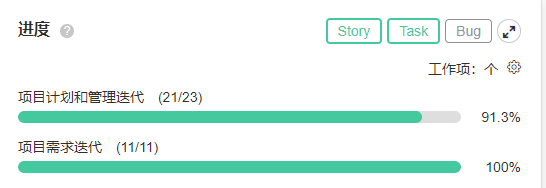 进度 ? Story Task Bug
工作项：个
项目计划和管理迭代 (21/23)
91.3%
项目需求迭代 (11/11)
100%